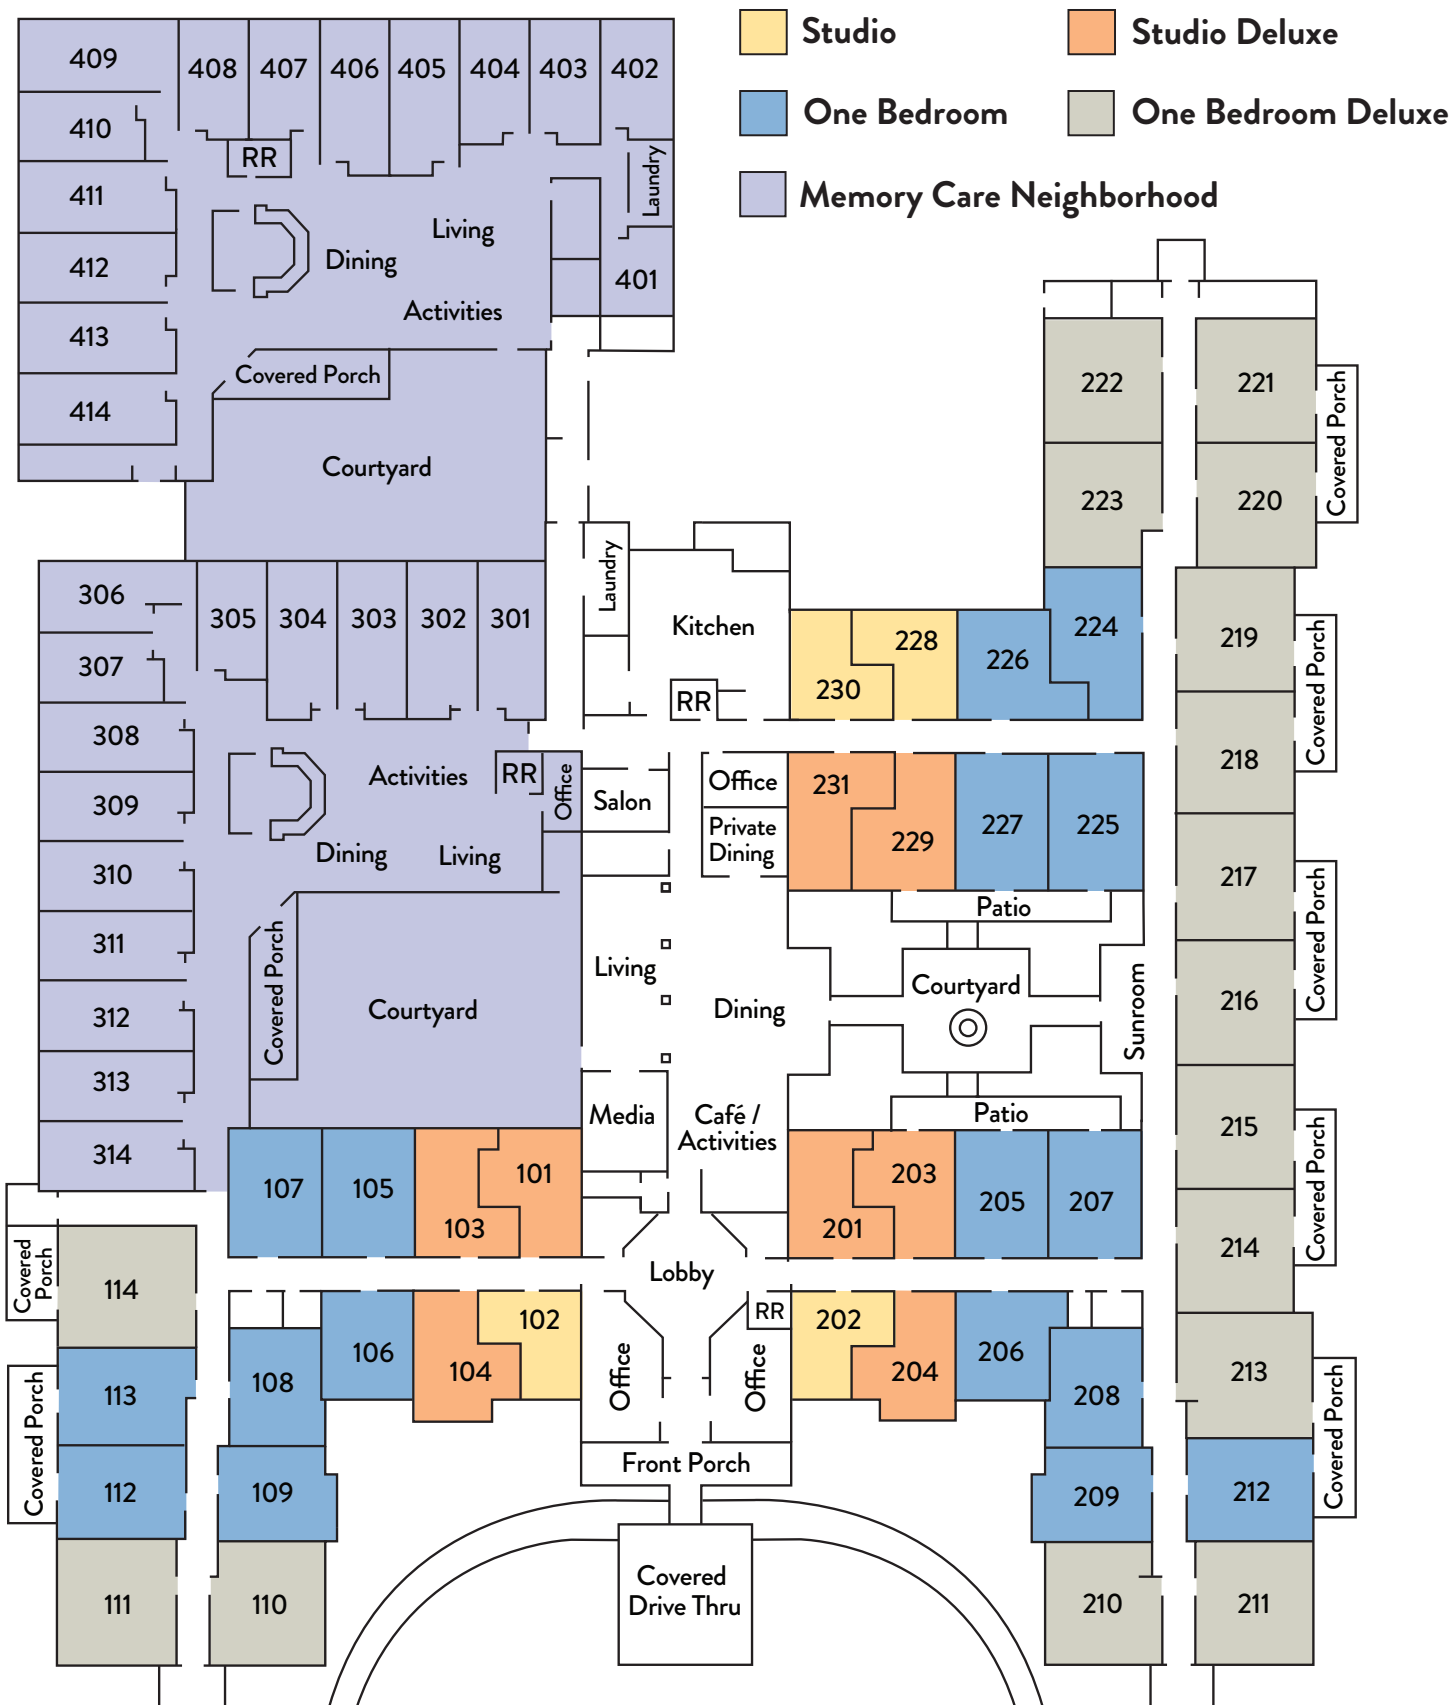 Studio
Studio Deluxe
One Bedroom
One Bedroom Deluxe
Memory Care Neighborhood
409
408
407
406
405
404
403
402
410
RR
Laundry
411
Living
412
Dining
401
Activities
413
Covered Porch
414
Courtyard
222
221
Covered Porch
223
220
306
305
304
303
302
301
Laundry
Kitchen
307
RR
230
228
226
224
219
Covered Porch
308
Activities
RR
Office
Salon
Office
231
229
227
225
218
309
Private
Dining
Dining
Living
310
217
Patio
Covered Porch
311
Covered Porch
Living
Courtyard
Sunroom
216
312
Courtyard
Dining
313
Media
Café /
Activities
Patio
215
Covered Porch
314
107
105
103
101
201
203
205
207
214
Covered
Porch
114
Lobby
RR
106
104
102
Office
Office
202
204
206
213
Covered Porch
113
108
208
Covered Porch
112
109
Front Porch
209
212
111
110
Covered
Drive Thru
210
211